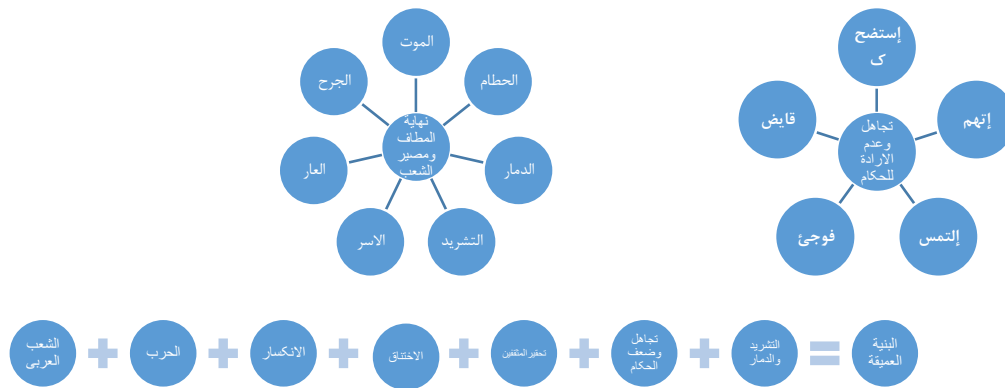 إستضح
ک
إتهم
إلتمس
فوجئ
قايض
تجاهل
وعدم
الارادة
للحكام
الموت
الحطام
الدمار
التشريد
الاسر
العار
الجرح
نهاية
المطاف
ومصير
الشعب
الشعب
العربى
الحرب
الانكسار
الاختناق
تحقير المثقفين
تجاهل
وضعف
الحكام
التشريد
والدمار
البنية
العميقة